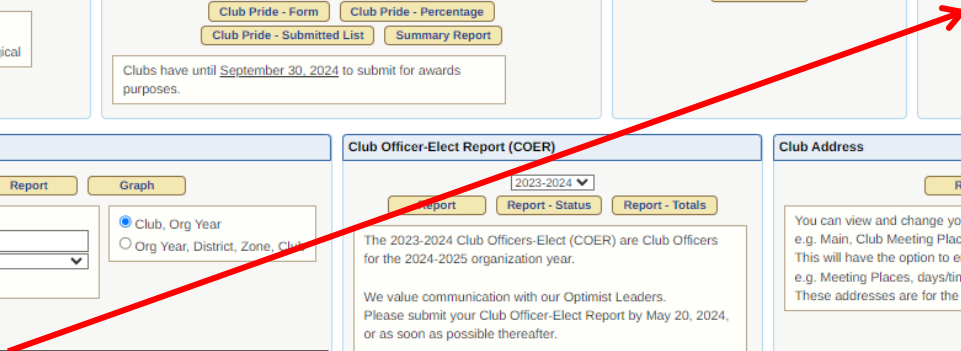 Club Pride - Form
Club Pride - Percentage
Club Pride - Submitted List
Summary Report
ical
Clubs have until September 30, 2024 to submit for awards
purposes.
Report
Graph
Club, Org Year
Org Year, District, Zone, Club
Club Officer-Elect Report (COER)
2023-2024
Report
Report - Status
Report - Totals
The 2023-2024 Club Officers-Elect (COER) are Club Officers
for the 2024-2025 organization year.
We value communication with our Optimist Leaders.
Please submit your Club Officer-Elect Report by May 20, 2024,
or as soon as possible thereafter.
Club Address
R
You can view and change yo
e.g. Main, Club Meeting Plac
This will have the option to e
e.g. Meeting Places, days/tim
These addresses are for the